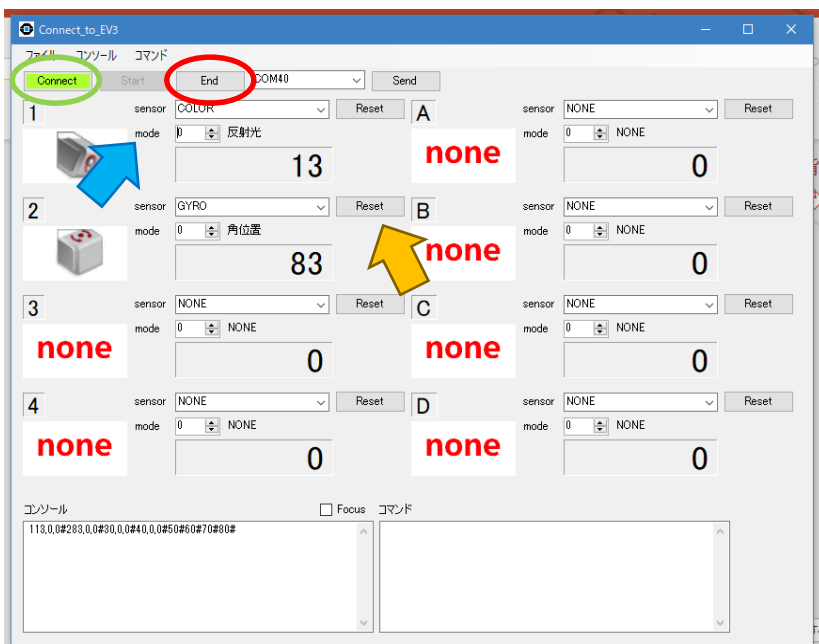 Connect_to_EV3
ファイル コンソール コマンド
Connect Start End COM40 Send
1 sensor COLOR Reset A sensor NONE Reset
mode 0 反射光 none mode 0 NONE
13 0
2 sensor GYRO Reset B sensor NONE Reset
mode 0 角位置 none mode 0 NONE
83 0
3 sensor NONE Reset C sensor NONE Reset
none mode 0 NONE none mode 0 NONE
0 0
4 sensor NONE Reset D sensor NONE Reset
none mode 0 NONE none mode 0 NONE
0 0
コンソール Focus コマンド
113,0,0#283,0,0#30,0,0#40,0,0#50#60#70#80#